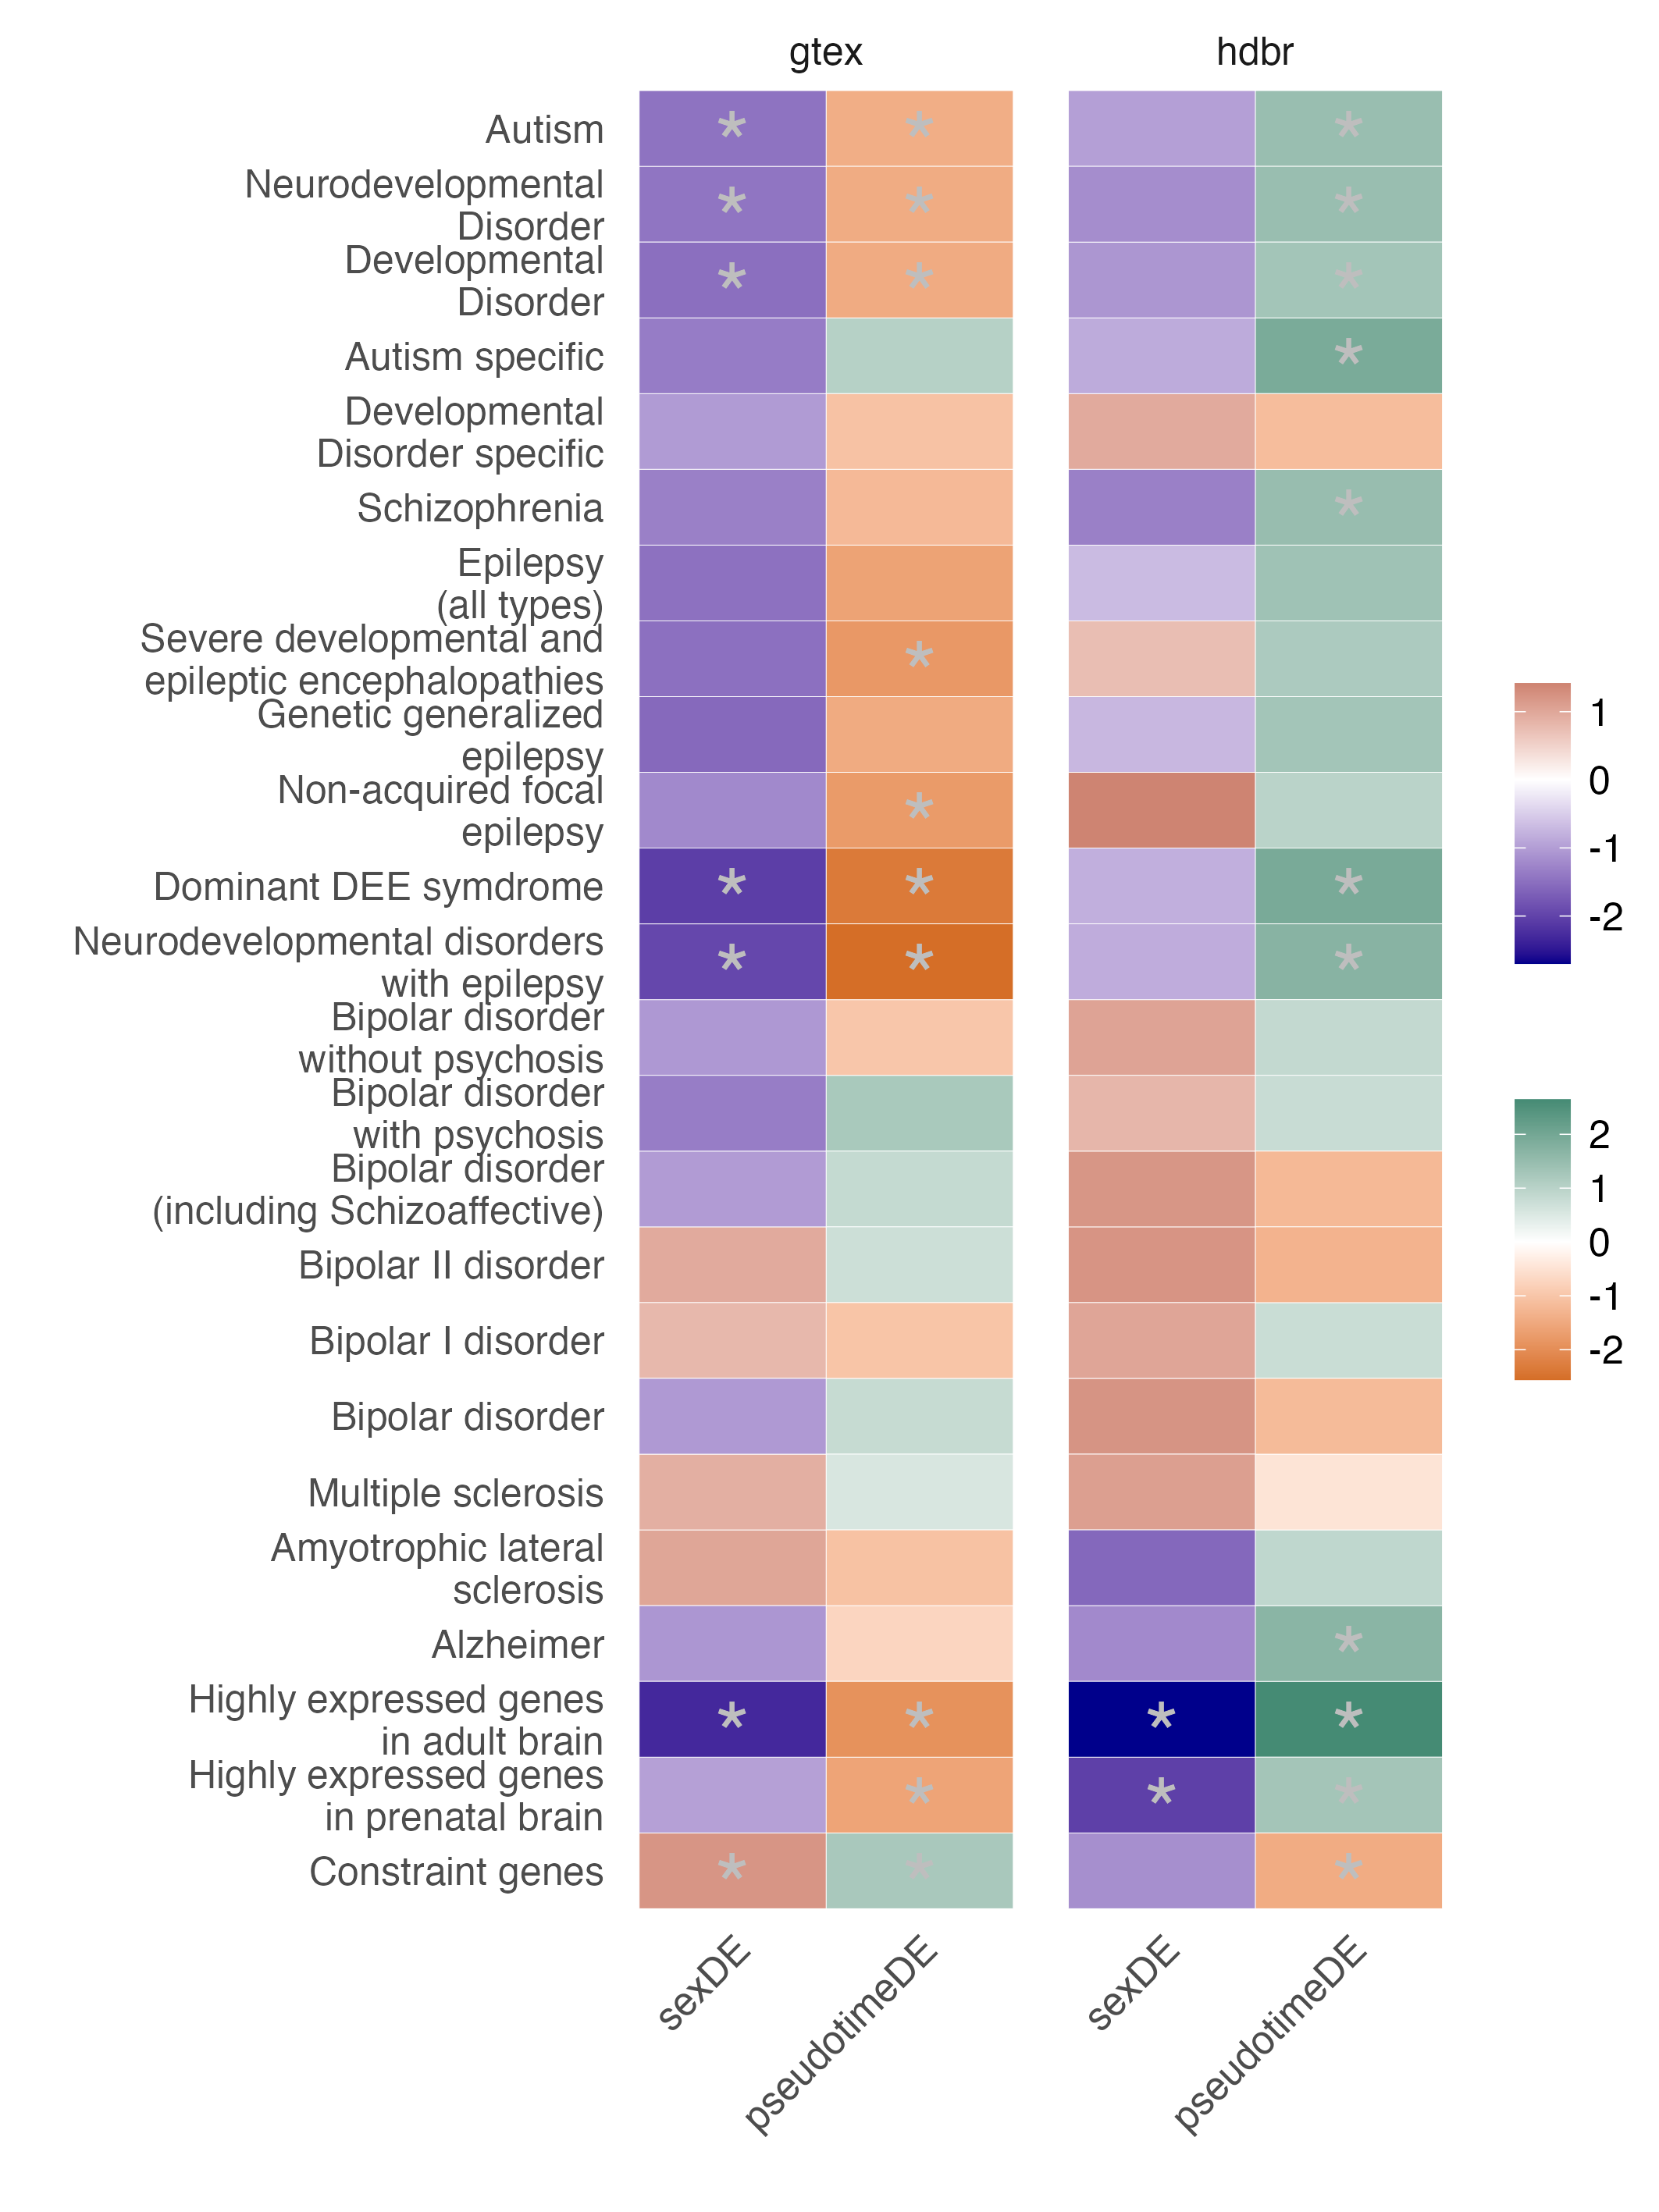 gtex
hdbr
Autism
Neurodevelopmental
Disorder
Developmental
Disorder
Autism specific
Developmental
Disorder specific
Schizophrenia
Epilepsy
(all types)
Severe developmental and
epileptic encephalopathies
Genetic generalized
epilepsy
Non-acquired focal
epilepsy
Dominant DEE symdrome
Neurodevelopmental disorders
with epilepsy
Bipolar disorder
without psychosis
Bipolar disorder
with psychosis
Bipolar disorder
(including Schizoaffective)
Bipolar II disorder
Bipolar I disorder
Bipolar disorder
Multiple sclerosis
Amyotrophic lateral
sclerosis
Alzheimer
Highly expressed genes
in adult brain
Highly expressed genes
in prenatal brain
Constraint genes
sexDE
pseudotimeDE
sexDE
pseudotimeDE
1
0
-1
-2
2
1
0
-1
-2